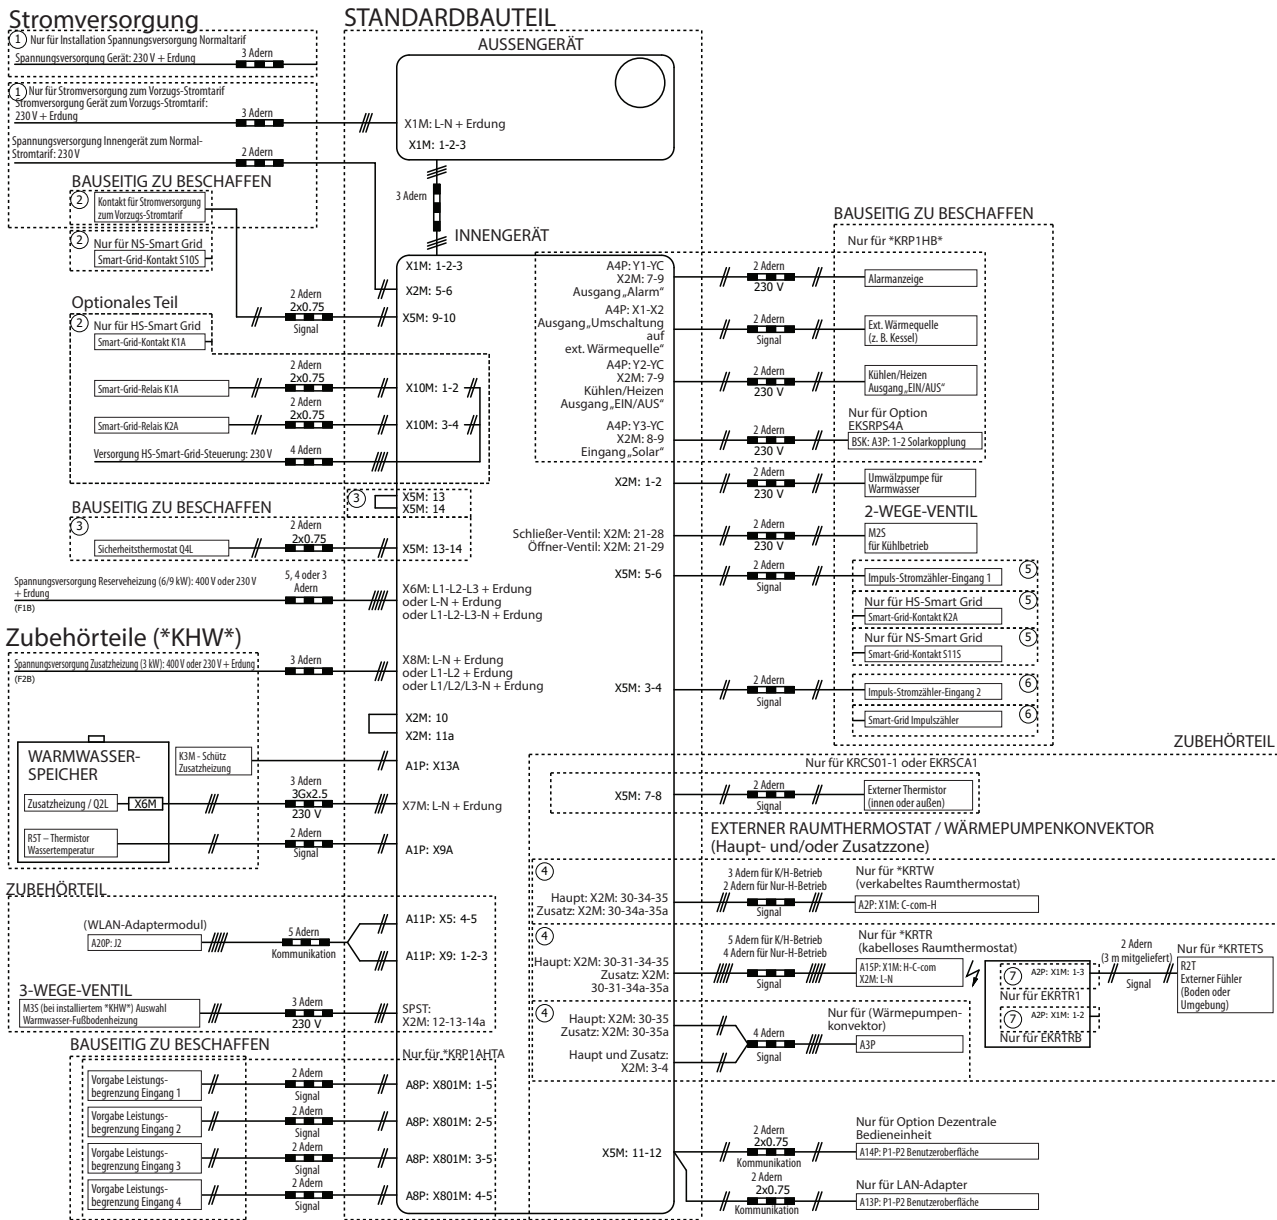 Stromversorgung
1
Nur für Installation Spannungsversorgung Normaltarif
Spannungsversorgung Gerät: 230 V + Erdung
3 Adern
1
Nur für Stromversorgung zum Vorzugs-Stromtarif
Stromversorgung Gerät zum Vorzugs-Stromtarif:
230 V + Erdung
3 Adern
Spannungsversorgung Innengerät zum Normal-
Stromtarif: 230 V
2 Adern
BAUSEITIG ZU BESCHAFFEN
2
Kontakt für Stromversorgung
zum Vorzugs-Stromtarif
2
Nur für NS-Smart Grid
Smart-Grid-Kontakt S10S
2 Adern
2x0.75
Signal
Optionales Teil
2
Nur für HS-Smart Grid
Smart-Grid-Kontakt K1A
Smart-Grid-Relais K1A
2 Adern
2x0.75
Smart-Grid-Relais K2A
2 Adern
2x0.75
Versorgung HS-Smart-Grid-Steuerung: 230 V
4 Adern
BAUSEITIG ZU BESCHAFFEN
3
Sicherheitsthermostat Q4L
2 Adern
2x0.75
Spannungsversorgung Reserveheizung (6/9 kW): 400 V oder 230 V
+ Erdung
(F1B)
5, 4 oder 3
Adern
Zubehörteile (*KHW*)
Spannungsversorgung Zusatzheizung (3 kW): 400 V oder 230 V + Erdung
(F2B)
3 Adern
WARMWASSER-
SPEICHER
K3M - Schütz
Zusatzheizung
Zusatzheizung / Q2L
X6M
3 Adern
3Gx2.5
230 V
R5T – Thermistor
Wassertemperatur
2 Adern
Signal
ZUBEHÖRTEIL
(WLAN-Adaptermodul)
A20P: J2
5 Adern
Kommunikation
3-WEGE-VENTIL
M3S (bei installiertem *KHW*) Auswahl
Warmwasser-Fußbodenheizung
3 Adern
230 V
BAUSEITIG ZU BESCHAFFEN
Vorgabe Leistungs-
begrenzung Eingang 1
2 Adern
Signal
Vorgabe Leistungs-
begrenzung Eingang 2
2 Adern
Signal
Vorgabe Leistungs-
begrenzung Eingang 3
2 Adern
Signal
Vorgabe Leistungs-
begrenzung Eingang 4
2 Adern
Signal
STANDARDBAUTEIL
AUSSENGERÄT
X1M: L-N + Erdung
X1M: 1-2-3
3 Adern
INNENGERÄT
X1M: 1-2-3
X2M: 5-6
X5M: 9-10
X10M: 1-2
X10M: 3-4
3
X5M: 13
X5M: 14
X5M: 13-14
X6M: L1-L2-L3 + Erdung
oder L-N + Erdung
oder L1-L2-L3-N + Erdung
X8M: L-N + Erdung
oder L1-L2 + Erdung
oder L1/L2/L3-N + Erdung
X2M: 10
X2M: 11a
A1P: X13A
X7M: L-N + Erdung
A1P: X9A
A11P: X5: 4-5
A11P: X9: 1-2-3
SPST:
X2M: 12-13-14a
Nur für *KRP1AHTA
A8P: X801M: 1-5
A8P: X801M: 2-5
A8P: X801M: 3-5
A8P: X801M: 4-5
BAUSEITIG ZU BESCHAFFEN
Nur für *KRP1HB*
A4P: Y1-YC
X2M: 7-9
Ausgang „Alarm“
2 Adern
230 V
Alarmanzeige
A4P: X1-X2
Ausgang „Umschaltung
auf
ext. Wärmequelle“
2 Adern
Signal
Ext. Wärmequelle
(z. B. Kessel)
A4P: Y2-YC
X2M: 7-9
Kühlen/Heizen
Ausgang „EIN/AUS“
2 Adern
230 V
Kühlen/Heizen
Ausgang „EIN/AUS“
A4P: Y3-YC
X2M: 8-9
Eingang „Solar“
2 Adern
230 V
Nur für Option
EKSRPS4A
BSK: A3P: 1-2 Solarkopplung
X2M: 1-2
2 Adern
230 V
Umwälzpumpe für
Warmwasser
2-WEGE-VENTIL
Schließer-Ventil: X2M: 21-28
Öffner-Ventil: X2M: 21-29
2 Adern
230 V
M2S
für Kühlbetrieb
X5M: 5-6
2 Adern
Signal
Impuls-Stromzähler-Eingang 1
5
Nur für HS-Smart Grid
5
Smart-Grid-Kontakt K2A
Nur für NS-Smart Grid
5
Smart-Grid-Kontakt S11S
X5M: 3-4
2 Adern
Signal
Impuls-Stromzähler-Eingang 2
6
Smart-Grid Impulszähler
6
ZUBEHÖRTEIL
Nur für KRCS01-1 oder EKRSCA1
X5M: 7-8
2 Adern
Signal
Externer Thermistor
(innen oder außen)
EXTERNER RAUMTHERMOSTAT / WÄRMEPUMPENKONVEKTOR
(Haupt- und/oder Zusatzzone)
4
Haupt: X2M: 30-34-35
Zusatz: X2M: 30-34a-35a
3 Adern für K/H-Betrieb
2 Adern für Nur-H-Betrieb
Signal
Nur für *KRTW
(verkabeltes Raumthermostat)
A2P: X1M: C-com-H
4
Haupt: X2M: 30-31-34-35
Zusatz: X2M:
30-31-34a-35a
5 Adern für K/H-Betrieb
4 Adern für Nur-H-Betrieb
Signal
Nur für *KRTR
(kabelloses Raumthermostat)
A15P: X1M: H-C-com
X2M: L-N
7
A2P: X1M: 1-3
Nur für EKRTR1
7
A2P: X1M: 1-2
Nur für EKRTRB
2 Adern
(3 m mitgeliefert)
Signal
Nur für *KRTETS
R2T
Externer Fühler
(Boden oder
Umgebung)
4
Haupt: X2M: 30-35
Zusatz: X2M: 30-35a
Haupt und Zusatz:
X2M: 3-4
4 Adern
Signal
Nur für (Wärmepumpen-
konvektor)
A3P
X5M: 11-12
2 Adern
2x0.75
Kommunikation
Nur für Option Dezentrale
Bedieneinheit
A14P: P1-P2 Benutzeroberfläche
2 Adern
2x0.75
Kommunikation
Nur für LAN-Adapter
A13P: P1-P2 Benutzeroberfläche